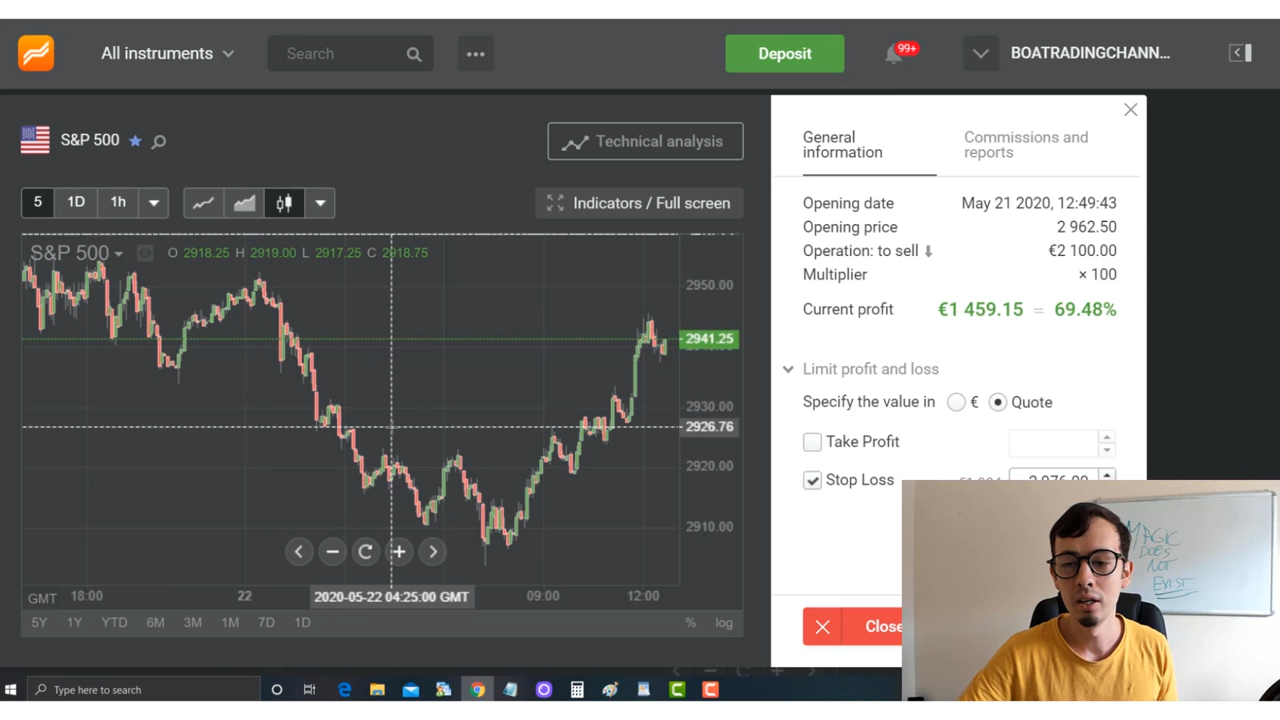 All instruments
Search
Deposit
99+
BOATRADINGCHANN...
S&P 500
Technical analysis
5 1D 1h
Indicators / Full screen
S&P 500 O 2918.25 H 2919.00 L 2917.25 C 2918.75
2950.00
2941.25
2930.00
2926.76
2920.00
2910.00
GMT 18:00 22 2020-05-22 04:25:00 GMT 09:00 12:00
5Y 1Y YTD 6M 3M 1M 7D 1D % log
General information
Commissions and reports
Opening date May 21 2020, 12:49:43
Opening price 2 962.50
Operation: to sell €2 100.00
Multiplier × 100
Current profit €1 459.15 = 69.48%
Limit profit and loss
Specify the value in € Quote
Take Profit
Stop Loss
Close
MAGIC
DOES
NOT
EXIST
Type here to search